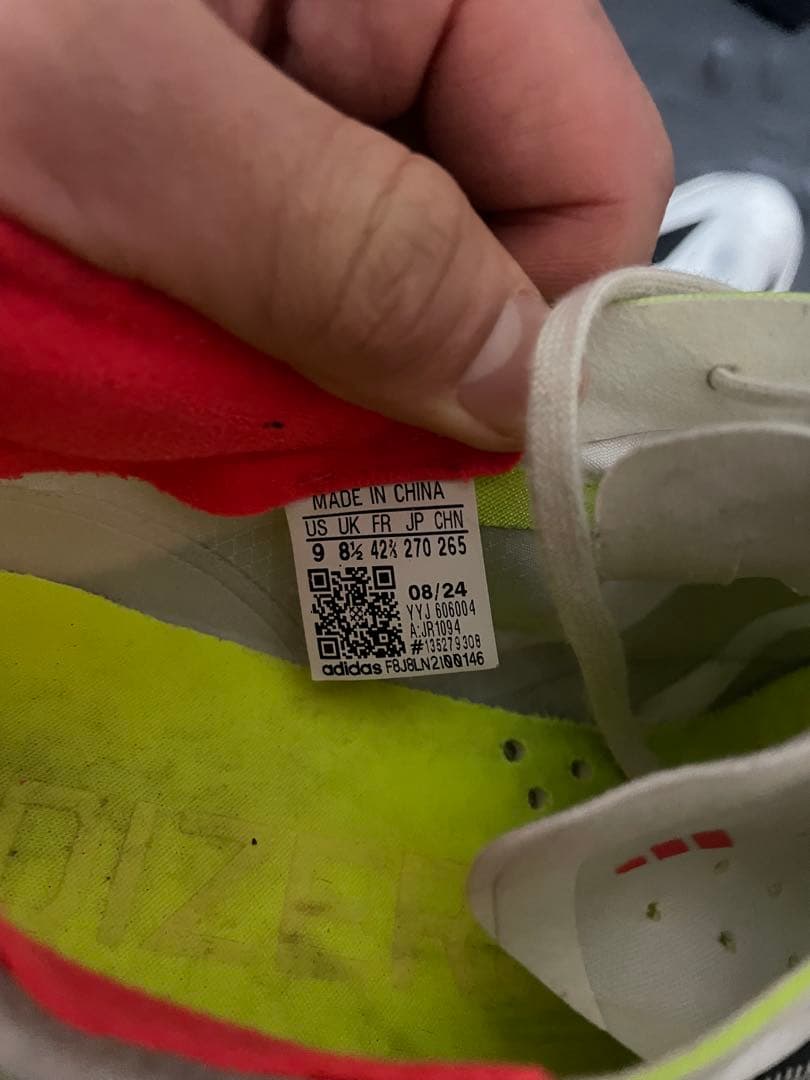 MADE IN CHINA
US UK FR JP CHN
9 8½ 42⅔ 270 265
08/24
YYJ 606004
A:JR1094
#135279308
adidas F8J8LN2100146
DIZER